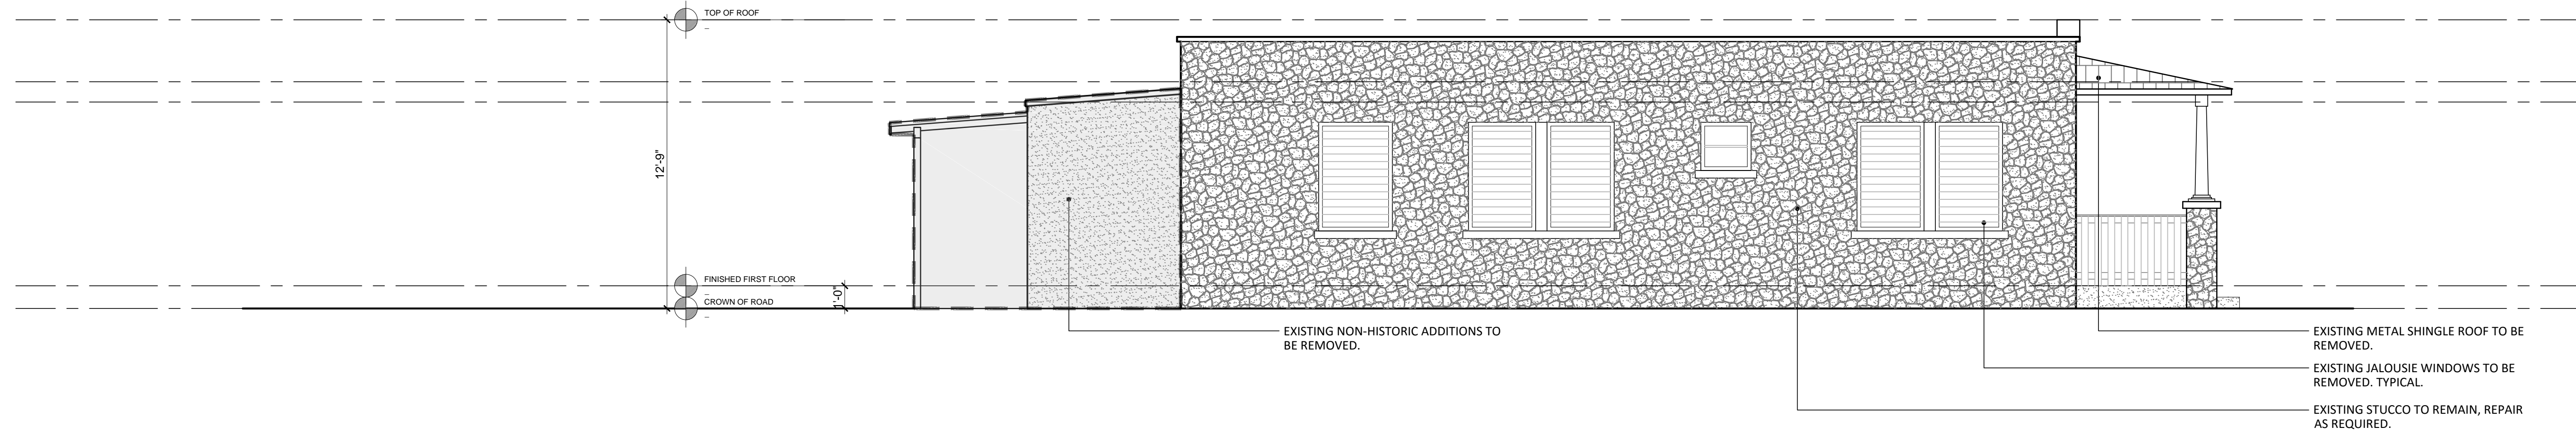 TOP OF ROOF
12'-9"
FINISHED FIRST FLOOR
CROWN OF ROAD
1'-0"
EXISTING NON-HISTORIC ADDITIONS TO
BE REMOVED.
EXISTING METAL SHINGLE ROOF TO BE
REMOVED.
EXISTING JALOUSIE WINDOWS TO BE
REMOVED. TYPICAL.
EXISTING STUCCO TO REMAIN, REPAIR
AS REQUIRED.